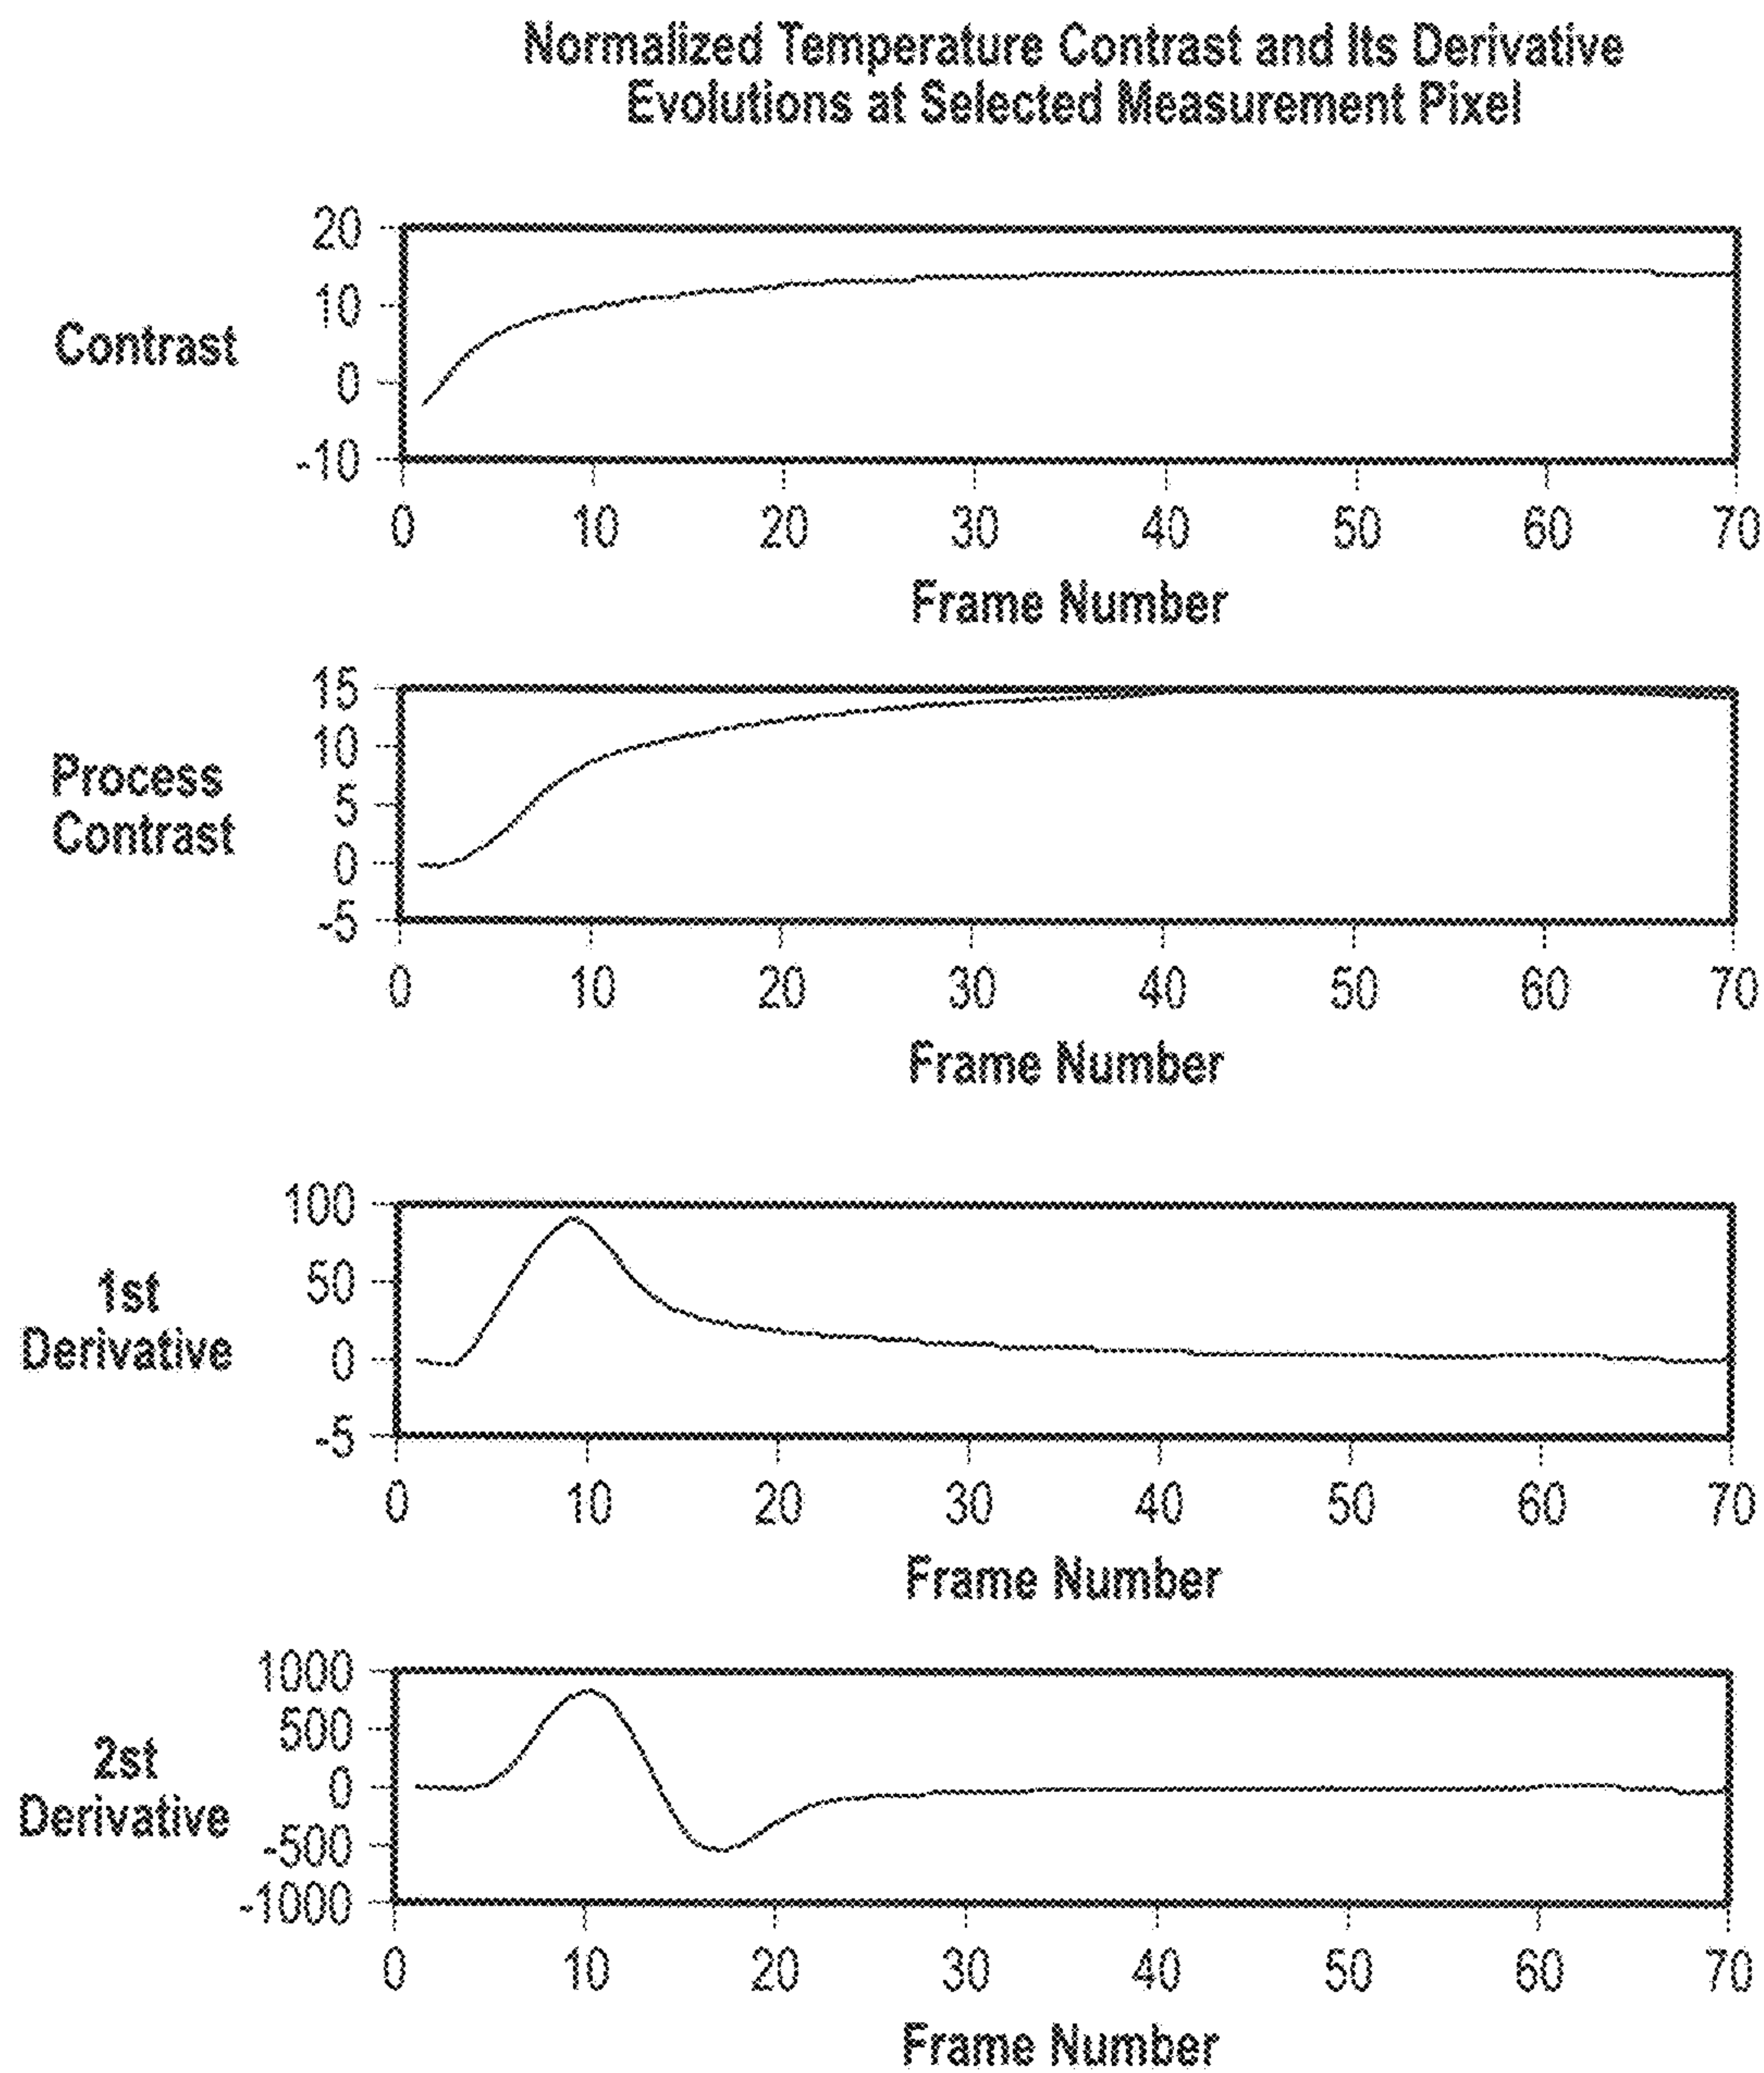 Normalized Temperature Contrast and Its Derivative
Evolutions at Selected Measurement Pixel
20
10
Contrast
0
-10
0 10 20 30 40 50 60 70
Frame Number
15
10
Process
Contrast
5
0
-5
0 10 20 30 40 50 60 70
Frame Number
100
50
1st
Derivative
0
-5
0 10 20 30 40 50 60 70
Frame Number
1000
500
2st
Derivative
0
-500
-1000
0 10 20 30 40 50 60 70
Frame Number